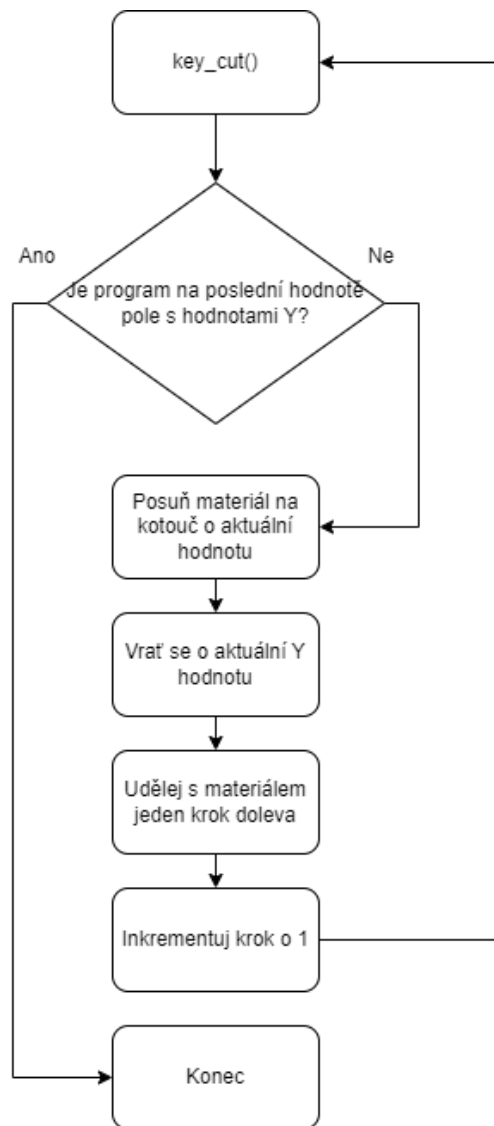 key_cut()
Ano
Ne
Je program na poslední hodnotě
pole s hodnotami Y?
Posuň materiál na
kotouč o aktuální
hodnotu
Vrať se o aktuální Y
hodnotu
Udělej s materiálem
jeden krok doleva
Inkrementuj krok o 1
Konec